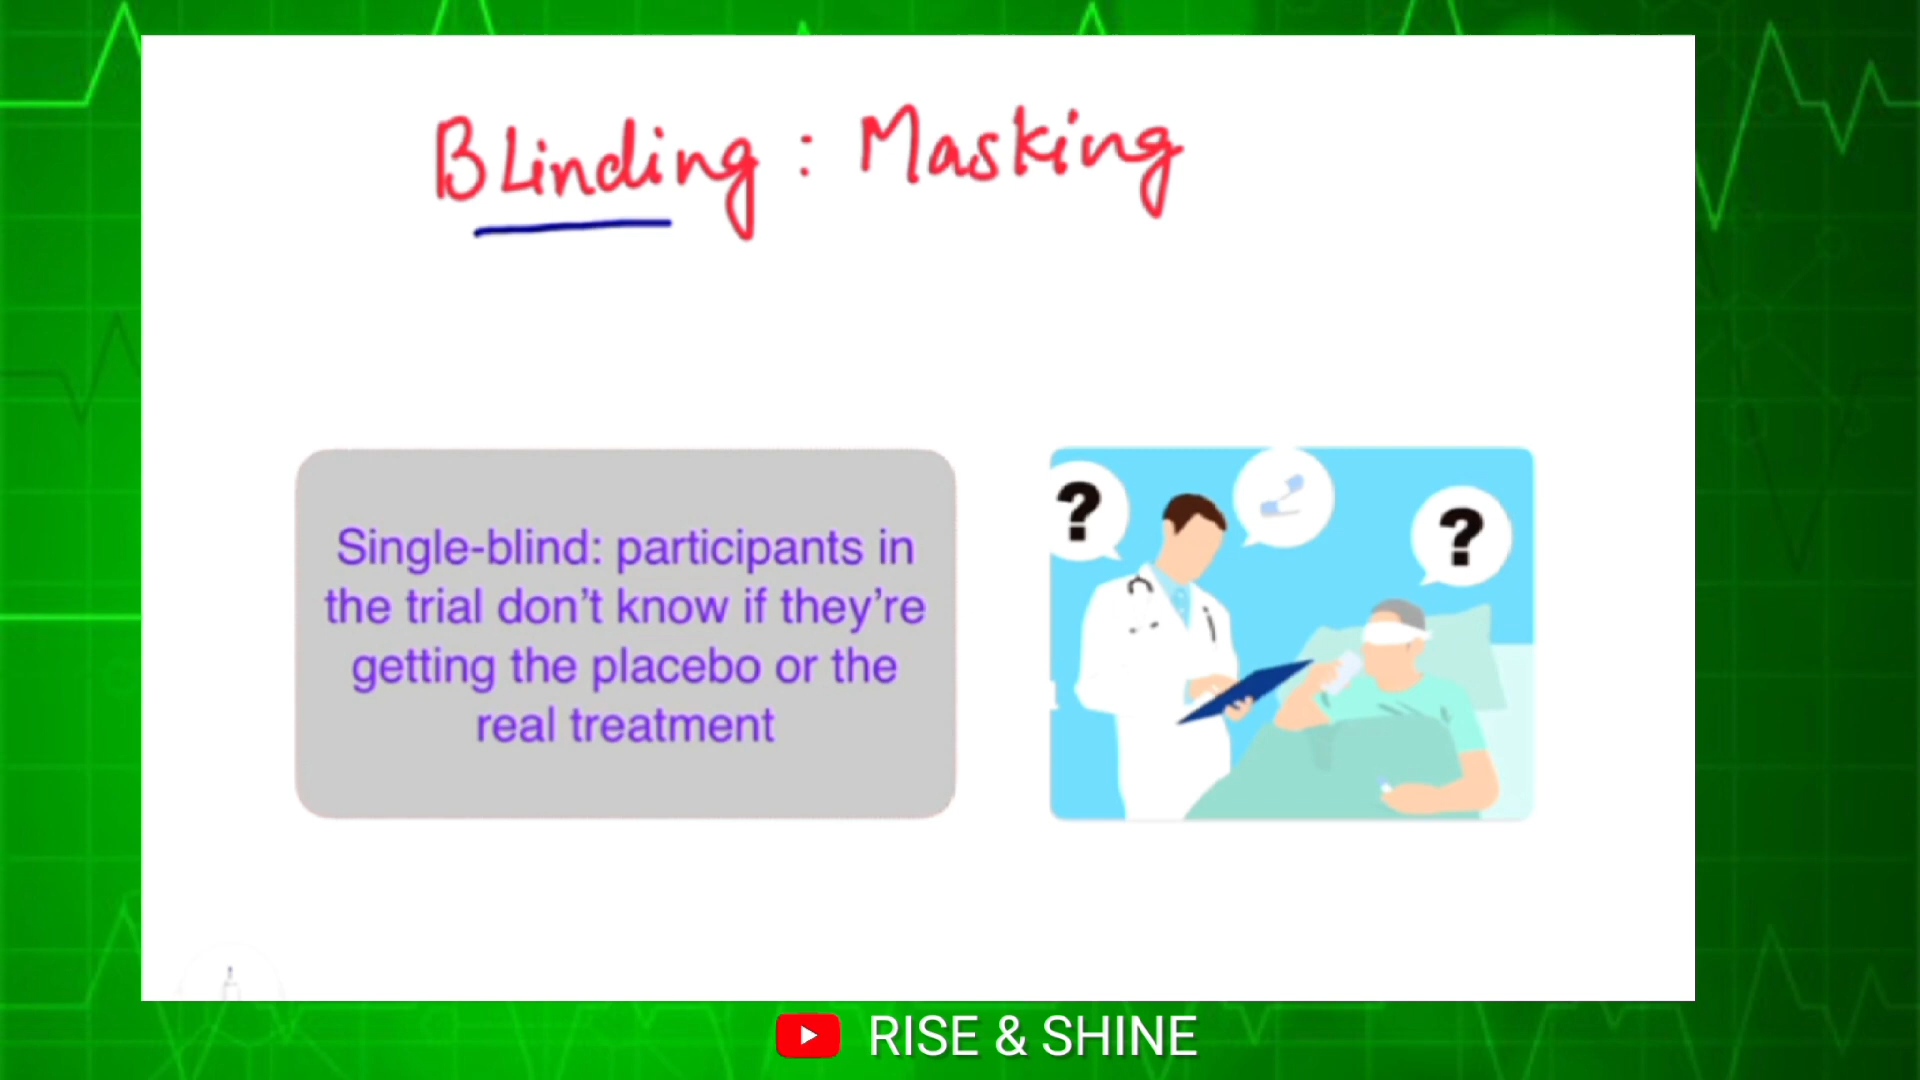 Blinding : Masking
Single-blind: participants in
the trial don't know if they're
getting the placebo or the
real treatment
?
?
RISE & SHINE